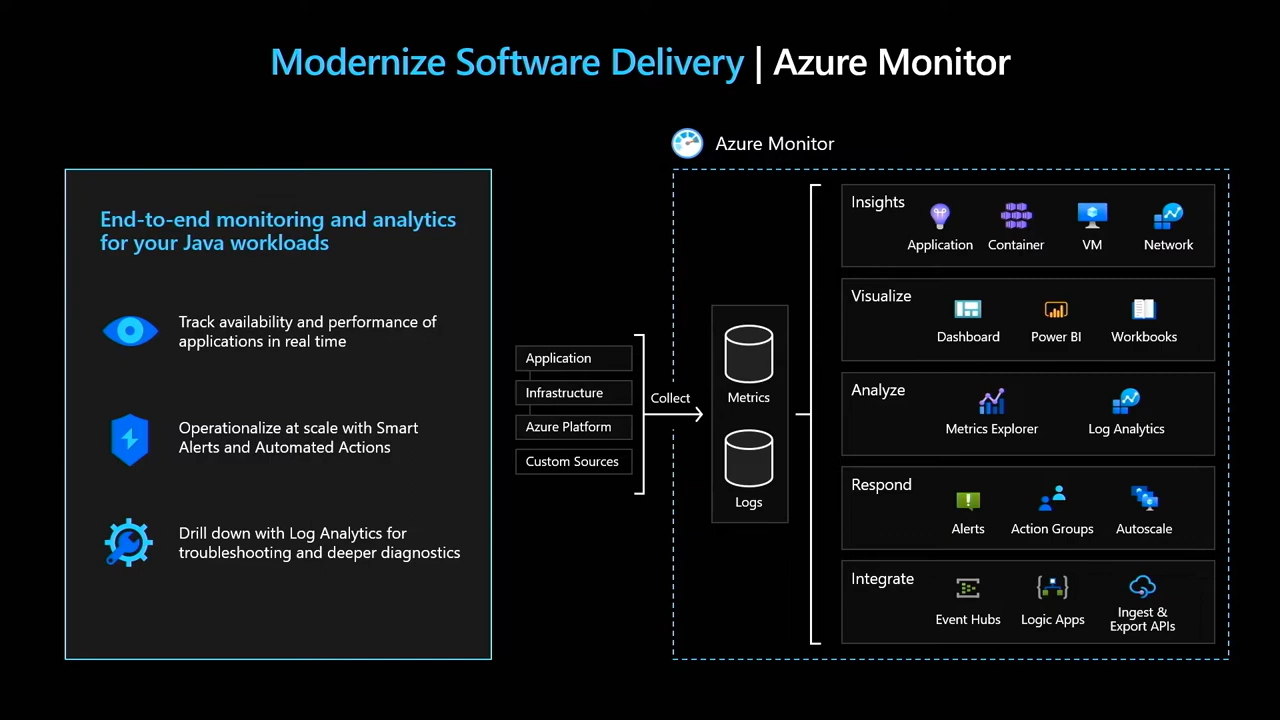 Modernize Software Delivery | Azure Monitor
End-to-end monitoring and analytics
for your Java workloads
Track availability and performance of
applications in real time
Operationalize at scale with Smart
Alerts and Automated Actions
Drill down with Log Analytics for
troubleshooting and deeper diagnostics
Application
Infrastructure
Azure Platform
Custom Sources
Collect
Azure Monitor
Metrics
Logs
Insights
Application
Container
VM
Network
Visualize
Dashboard
Power BI
Workbooks
Analyze
Metrics Explorer
Log Analytics
Respond
Alerts
Action Groups
Autoscale
Integrate
Event Hubs
Logic Apps
Ingest &
Export APIs